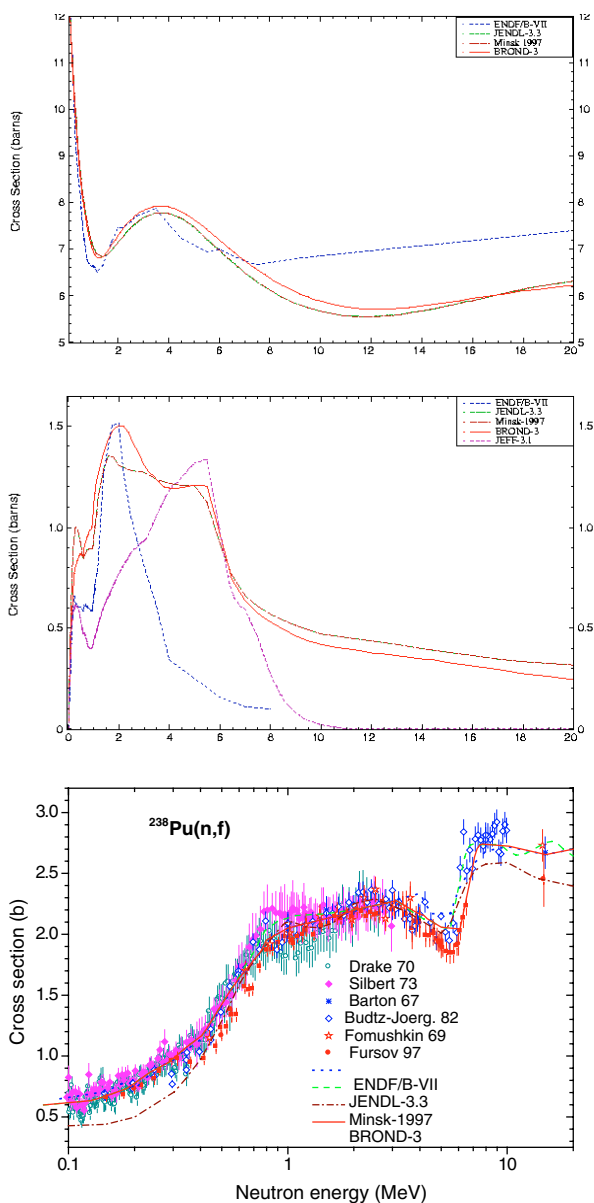 12
11
10
9
8
7
6
5
Cross Section (barns)
ENDF/B-VII
JENDL-3.3
Minsk 1997
BROND-3
12
11
10
9
8
7
6
5
2
4
6
8
10
12
14
16
18
20
1.5
1.0
0.5
0
Cross Section (barns)
ENDF/B-VII
JENDL-3.3
Minsk-1997
BROND-3
JEFF-3.1
1.5
1.0
0.5
0
0
2
4
6
8
10
12
14
16
18
20
3.0
2.5
2.0
1.5
1.0
0.5
Cross section (b)
238Pu(n,f)
Drake 70
Silbert 73
Barton 67
Budtz-Joerg. 82
Fomushkin 69
Fursov 97
ENDF/B-VII
JENDL-3.3
Minsk-1997
BROND-3
0.1
1
10
Neutron energy (MeV)